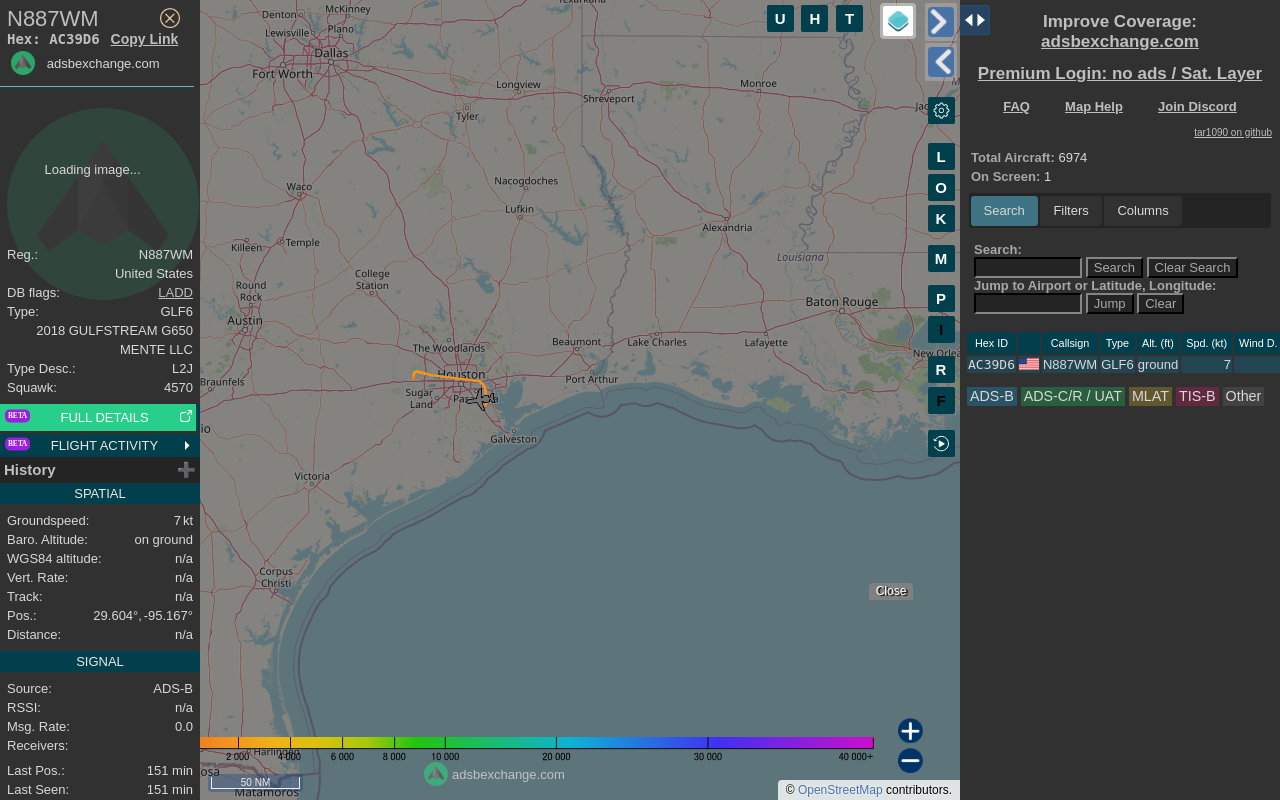 N887WM
Hex: AC39D6 Copy Link
adsbexchange.com
Loading image...
Reg.: N887WM
United States
DB flags: LADD
Type: GLF6
2018 GULFSTREAM G650
MENTE LLC
Type Desc.: L2J
Squawk: 4570
BETA FULL DETAILS
BETA FLIGHT ACTIVITY
History
SPATIAL
Groundspeed: 7 kt
Baro. Altitude: on ground
WGS84 altitude: n/a
Vert. Rate: n/a
Track: n/a
Pos.: 29.604°, -95.167°
Distance: n/a
SIGNAL
Source: ADS-B
RSSI: n/a
Msg. Rate: 0.0
Receivers:
Last Pos.: 151 min
Last Seen: 151 min
Texarkana
McKinney
Denton
Plano
Lewisville
Dallas
Fort Worth
Longview
Monroe
Shreveport
Tyler
Waco
Nacogdoches
Lufkin
Alexandria
Killeen
Temple
Louisiana
College
Station
Round
Rock
Baton Rouge
Austin
The Woodlands
Beaumont
Lake Charles
Lafayette
New Orlea
Houston
Braunfels
Port Arthur
Sugar
Land
Galveston
Victoria
Corpus
Christi
Harlingen
Matamoros
U H T
L
O
K
M
P
I
R
F
Close
2 000 4 000 6 000 8 000 10 000 20 000 30 000 40 000+
adsbexchange.com
50 NM
© OpenStreetMap contributors.
Improve Coverage:
adsbexchange.com
Premium Login: no ads / Sat. Layer
FAQ Map Help Join Discord
tar1090 on github
Total Aircraft: 6974
On Screen: 1
Search Filters Columns
Search:
Search Clear Search
Jump to Airport or Latitude, Longitude:
Jump Clear
Hex ID Callsign Type Alt. (ft) Spd. (kt) Wind D.
AC39D6 N887WM GLF6 ground 7
ADS-B ADS-C/R / UAT MLAT TIS-B Other